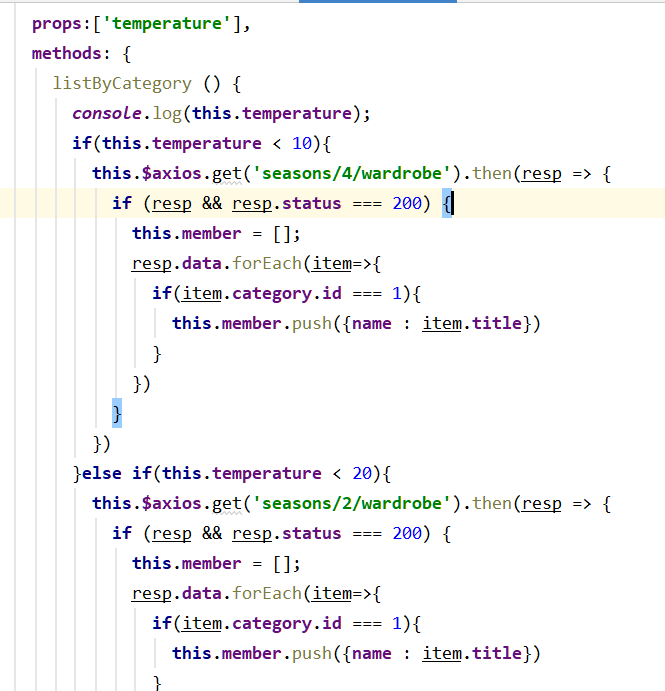 props:['temperature'],
methods: {
listByCategory () {
console.log(this.temperature);
if(this.temperature < 10){
this.$axios.get('seasons/4/wardrobe').then(resp => {
if (resp && resp.status === 200) {
this.member = [];
resp.data.forEach(item=>{
if(item.category.id === 1){
this.member.push({name : item.title})
}
})
}
})
}else if(this.temperature < 20){
this.$axios.get('seasons/2/wardrobe').then(resp => {
if (resp && resp.status === 200) {
this.member = [];
resp.data.forEach(item=>{
if(item.category.id === 1){
this.member.push({name : item.title})
}